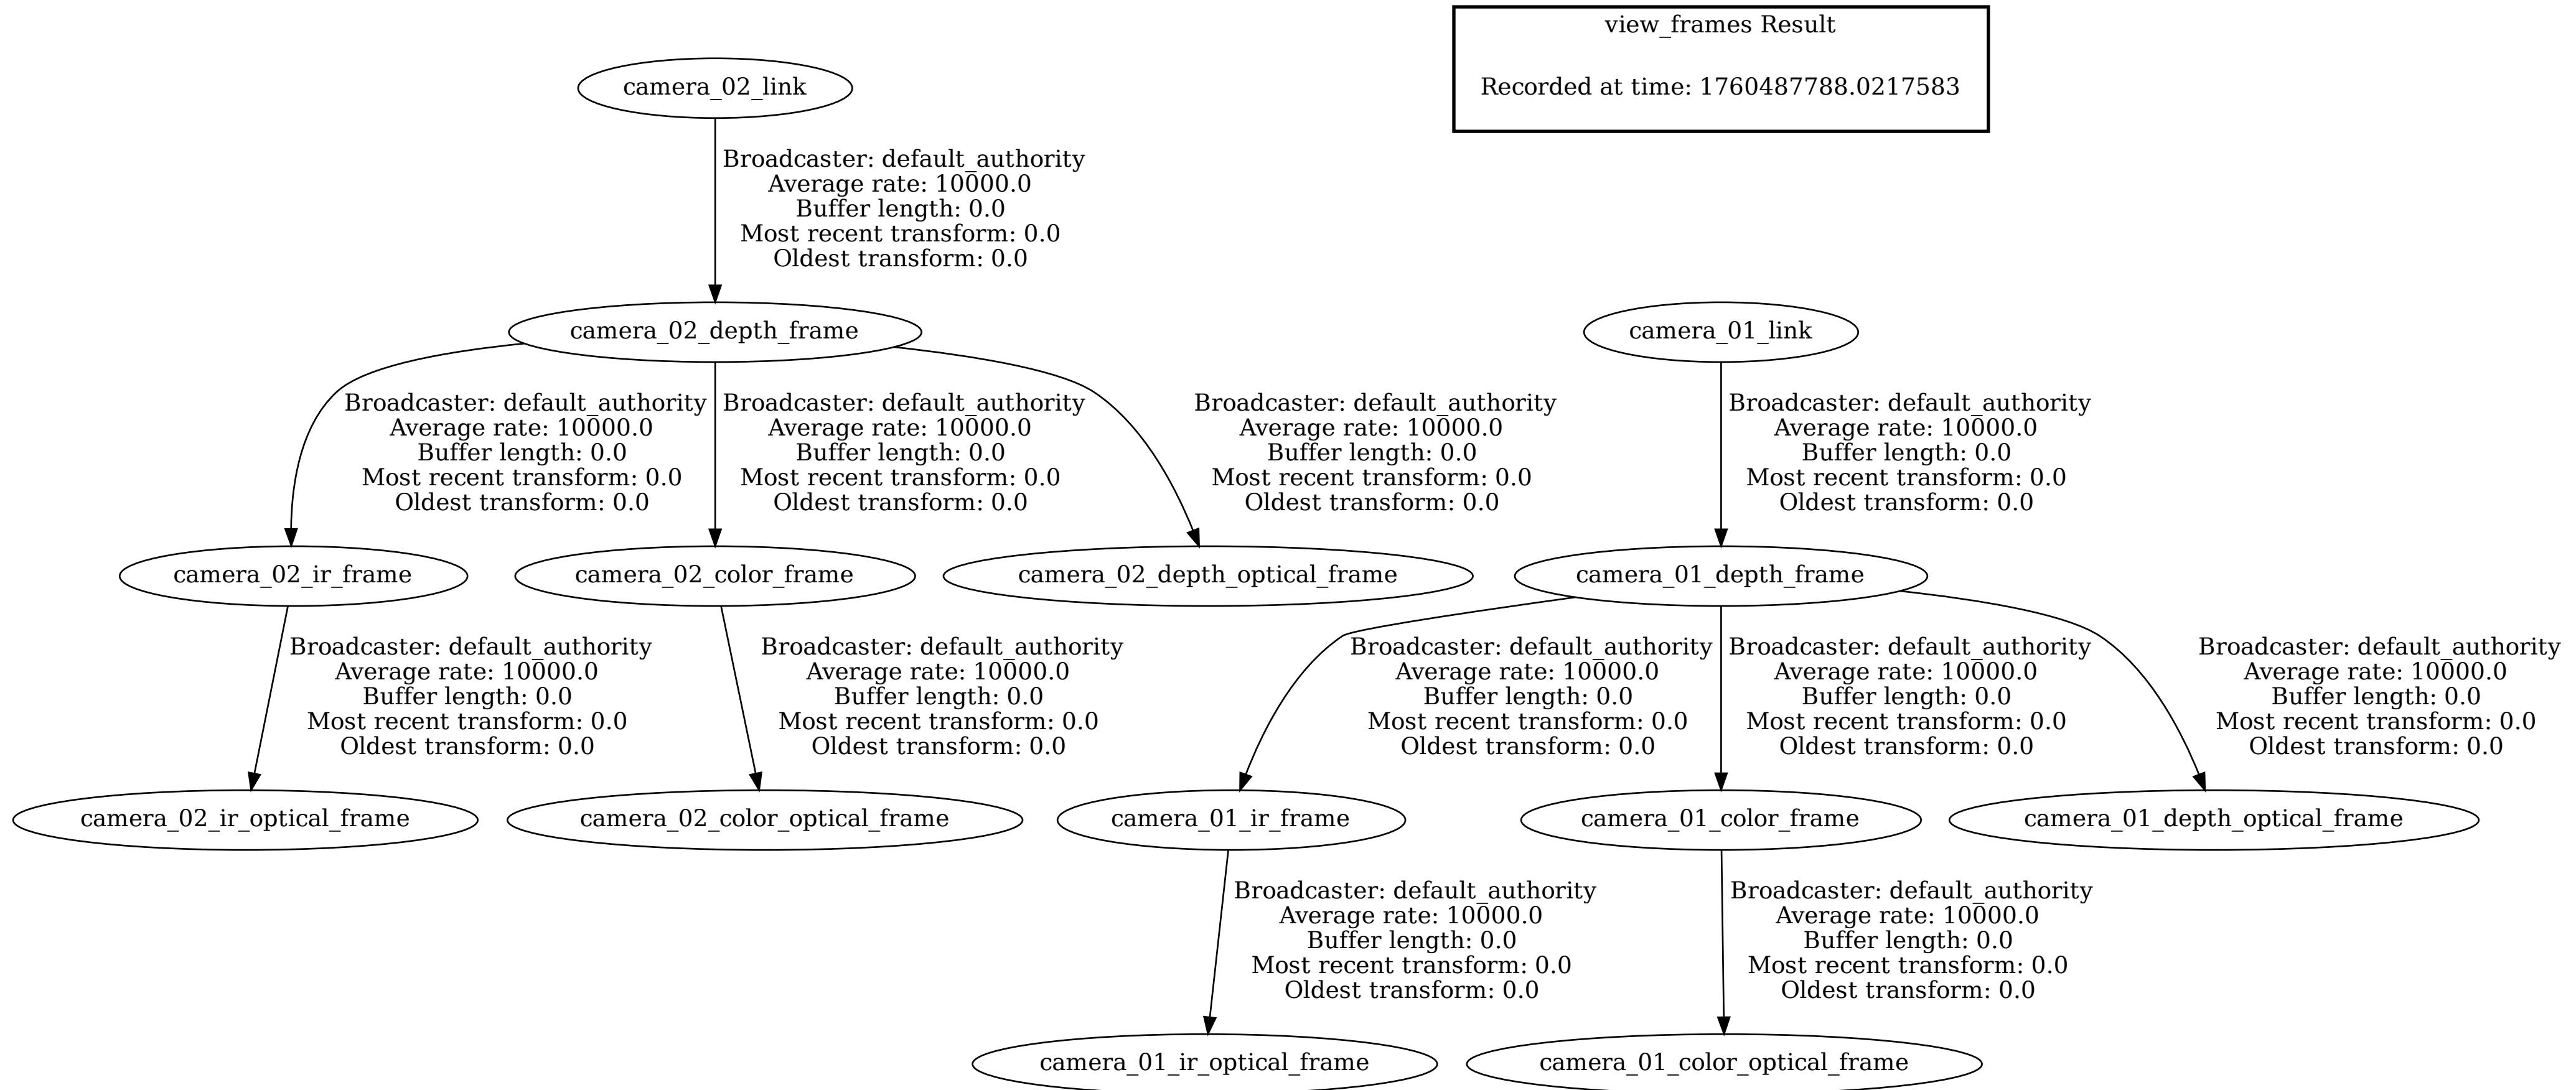 view_frames Result
Recorded at time: 1760487788.0217583
camera_02_link
Broadcaster: default_authority
Average rate: 10000.0
Buffer length: 0.0
Most recent transform: 0.0
Oldest transform: 0.0
camera_02_depth_frame
camera_01_link
Broadcaster: default_authority
Average rate: 10000.0
Buffer length: 0.0
Most recent transform: 0.0
Oldest transform: 0.0
Broadcaster: default_authority
Average rate: 10000.0
Buffer length: 0.0
Most recent transform: 0.0
Oldest transform: 0.0
Broadcaster: default_authority
Average rate: 10000.0
Buffer length: 0.0
Most recent transform: 0.0
Oldest transform: 0.0
Broadcaster: default_authority
Average rate: 10000.0
Buffer length: 0.0
Most recent transform: 0.0
Oldest transform: 0.0
camera_02_ir_frame
camera_02_color_frame
camera_02_depth_optical_frame
camera_01_depth_frame
Broadcaster: default_authority
Average rate: 10000.0
Buffer length: 0.0
Most recent transform: 0.0
Oldest transform: 0.0
Broadcaster: default_authority
Average rate: 10000.0
Buffer length: 0.0
Most recent transform: 0.0
Oldest transform: 0.0
Broadcaster: default_authority
Average rate: 10000.0
Buffer length: 0.0
Most recent transform: 0.0
Oldest transform: 0.0
Broadcaster: default_authority
Average rate: 10000.0
Buffer length: 0.0
Most recent transform: 0.0
Oldest transform: 0.0
Broadcaster: default_authority
Average rate: 10000.0
Buffer length: 0.0
Most recent transform: 0.0
Oldest transform: 0.0
camera_02_ir_optical_frame
camera_02_color_optical_frame
camera_01_ir_frame
camera_01_color_frame
camera_01_depth_optical_frame
Broadcaster: default_authority
Average rate: 10000.0
Buffer length: 0.0
Most recent transform: 0.0
Oldest transform: 0.0
Broadcaster: default_authority
Average rate: 10000.0
Buffer length: 0.0
Most recent transform: 0.0
Oldest transform: 0.0
camera_01_ir_optical_frame
camera_01_color_optical_frame